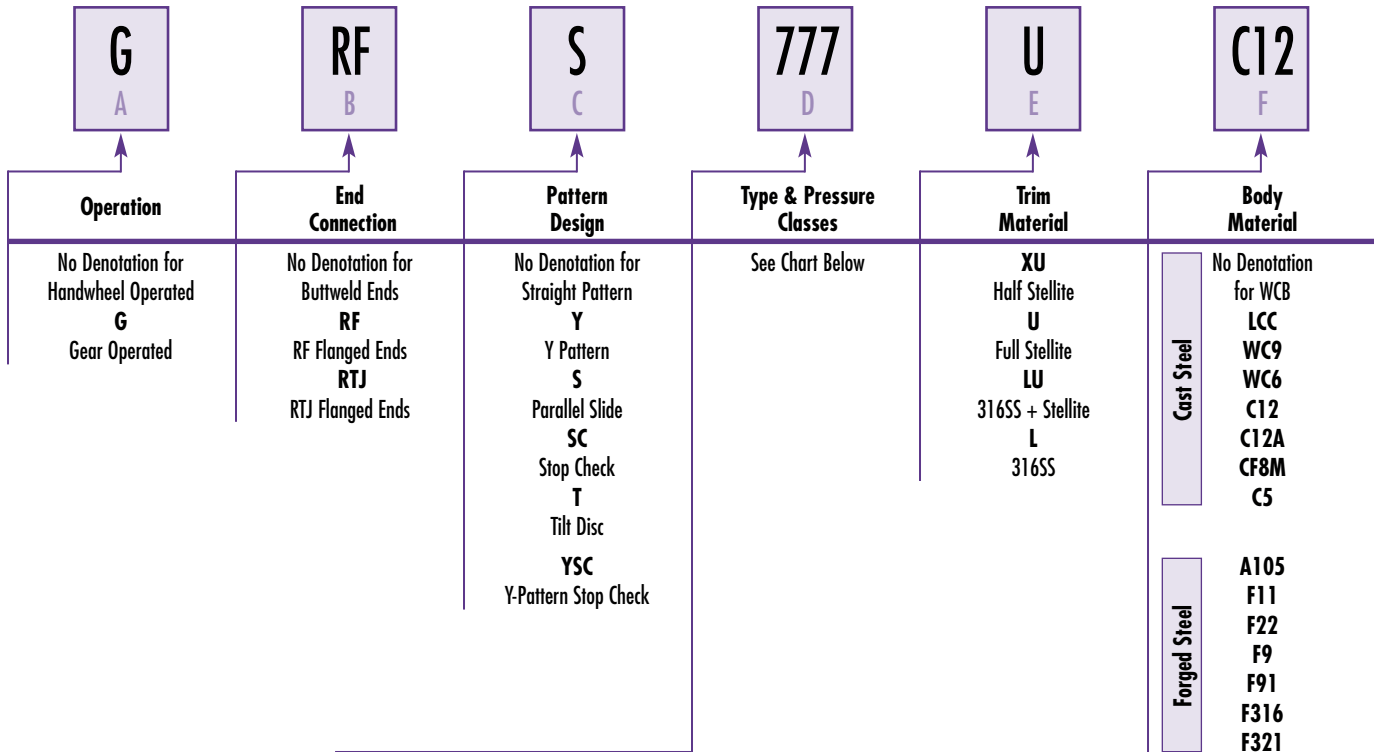 G
A
RF
B
S
C
777
D
U
E
C12
F
Operation
End
Connection
Pattern
Design
Type & Pressure
Classes
Trim
Material
Body
Material
No Denotation for
Handwheel Operated
G
Gear Operated
No Denotation for
Buttweld Ends
RF
RF Flanged Ends
RTJ
RTJ Flanged Ends
No Denotation for
Straight Pattern
Y
Y Pattern
S
Parallel Slide
SC
Stop Check
T
Tilt Disc
YSC
Y-Pattern Stop Check
See Chart Below
XU
Half Stellite
U
Full Stellite
LU
316SS + Stellite
L
316SS
Cast Steel
No Denotation
for WCB
LCC
WC9
WC6
C12
C12A
CF8M
C5
Forged Steel
A105
F11
F22
F9
F91
F316
F321